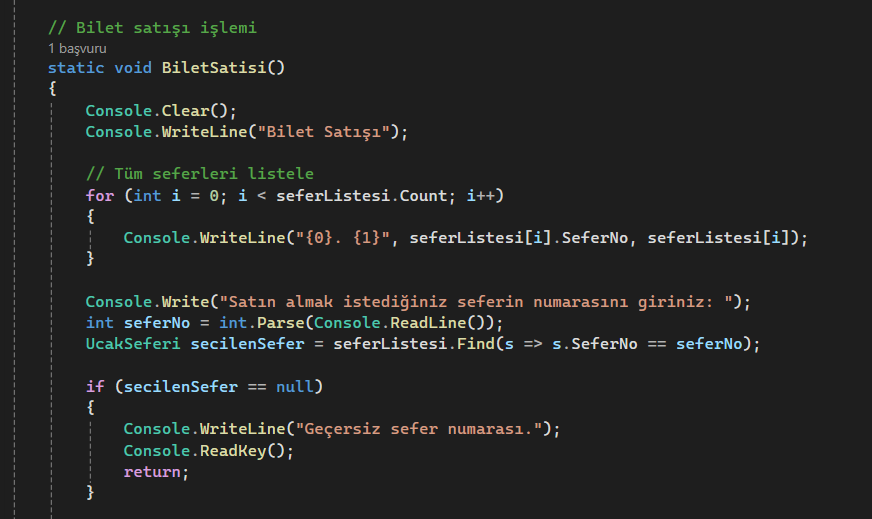 // Bilet satışı işlemi
1 başvuru
static void BiletSatisi()
{
Console.Clear();
Console.WriteLine("Bilet Satışı");
// Tüm seferleri listele
for (int i = 0; i < seferListesi.Count; i++)
{
Console.WriteLine("{0}. {1}", seferListesi[i].SeferNo, seferListesi[i]);
}
Console.Write("Satın almak istediğiniz seferin numarasını giriniz: ");
int seferNo = int.Parse(Console.ReadLine());
UcakSeferi secilenSefer = seferListesi.Find(s => s.SeferNo == seferNo);
if (secilenSefer == null)
{
Console.WriteLine("Geçersiz sefer numarası.");
Console.ReadKey();
return;
}